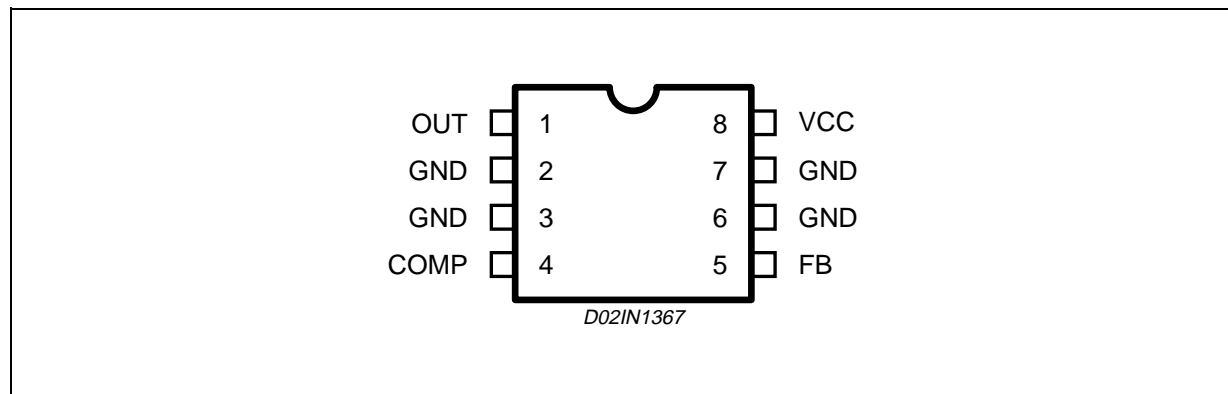 OUT 1 8 VCC
GND 2 7 GND
GND 3 6 GND
COMP 4 5 FB
D02IN1367